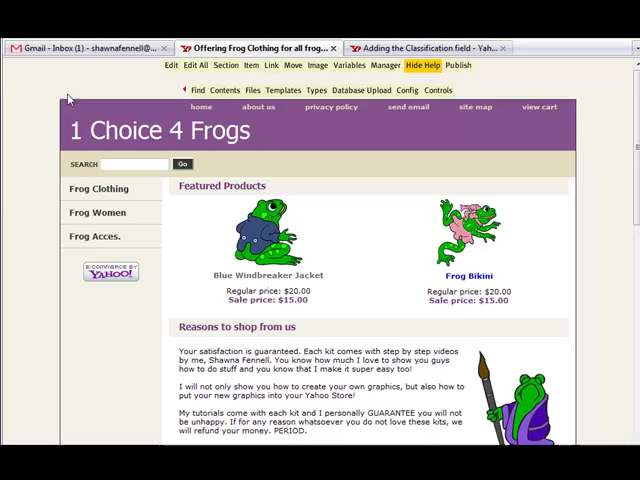 Gmail - Inbox (1) - shawnafennell@...
Offering Frog Clothing for all frog...
Adding the Classification field - Yah...
Edit Edit All Section Item Link Move Image Variables Manager Hide Help Publish
Find Contents Files Templates Types Database Upload Config Controls
home about us privacy policy send email site map view cart
1 Choice 4 Frogs
SEARCH Go
Frog Clothing
Frog Women
Frog Acces.
E-COMMERCE BY
YAHOO!
Featured Products
Blue Windbreaker Jacket
Regular price: $20.00
Sale price: $15.00
Frog Bikini
Regular price: $20.00
Sale price: $15.00
Reasons to shop from us
Your satisfaction is guaranteed. Each kit comes with step by step videos
by me, Shawna Fennell. You know how much I love to show you guys
how to do stuff and you know that I make it super easy too!
I will not only show you how to create your own graphics, but also how to
put your new graphics into your Yahoo Store!
My tutorials come with each kit and I personally GUARANTEE you will not
be unhappy. If for any reason whatsoever you do not love these kits, we
will refund your money. PERIOD.